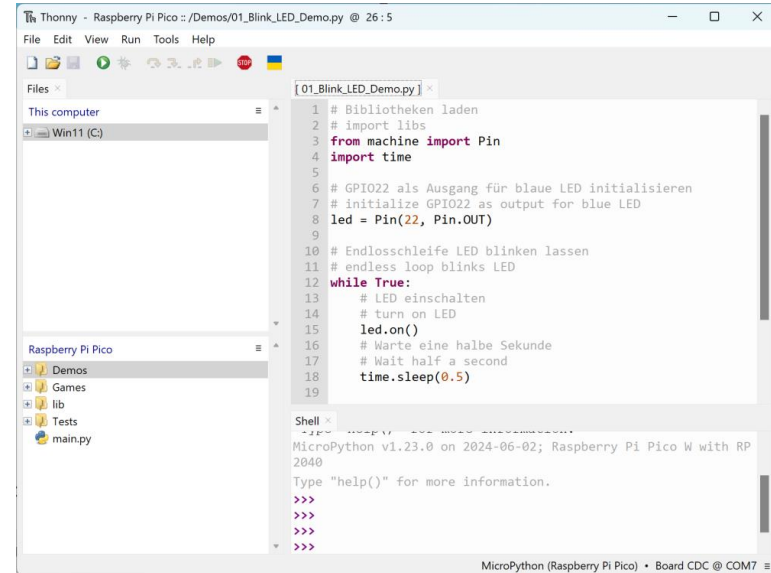 Thonny - Raspberry Pi Pico :: /Demos/01_Blink_LED_Demo.py @ 26 : 5
File Edit View Run Tools Help
STOP
Files
This computer
Win11 (C:)
Raspberry Pi Pico
Demos
Games
lib
Tests
main.py
[ 01_Blink_LED_Demo.py ]
1 # Bibliotheken laden
2 # import libs
3 from machine import Pin
4 import time
5
6 # GPIO22 als Ausgang für blaue LED initialisieren
7 # initialize GPIO22 as output for blue LED
8 led = Pin(22, Pin.OUT)
9
10 # Endlosschleife LED blinken lassen
11 # endless loop blinks LED
12 while True:
13     # LED einschalten
14     # turn on LED
15     led.on()
16     # Warte eine halbe Sekunde
17     # Wait half a second
18     time.sleep(0.5)
19
Shell
Type "help()" for more information.
MicroPython v1.23.0 on 2024-06-02; Raspberry Pi Pico W with RP
2040
Type "help()" for more information.
>>>
>>>
>>>
>>>
MicroPython (Raspberry Pi Pico) • Board CDC @ COM7 ≡